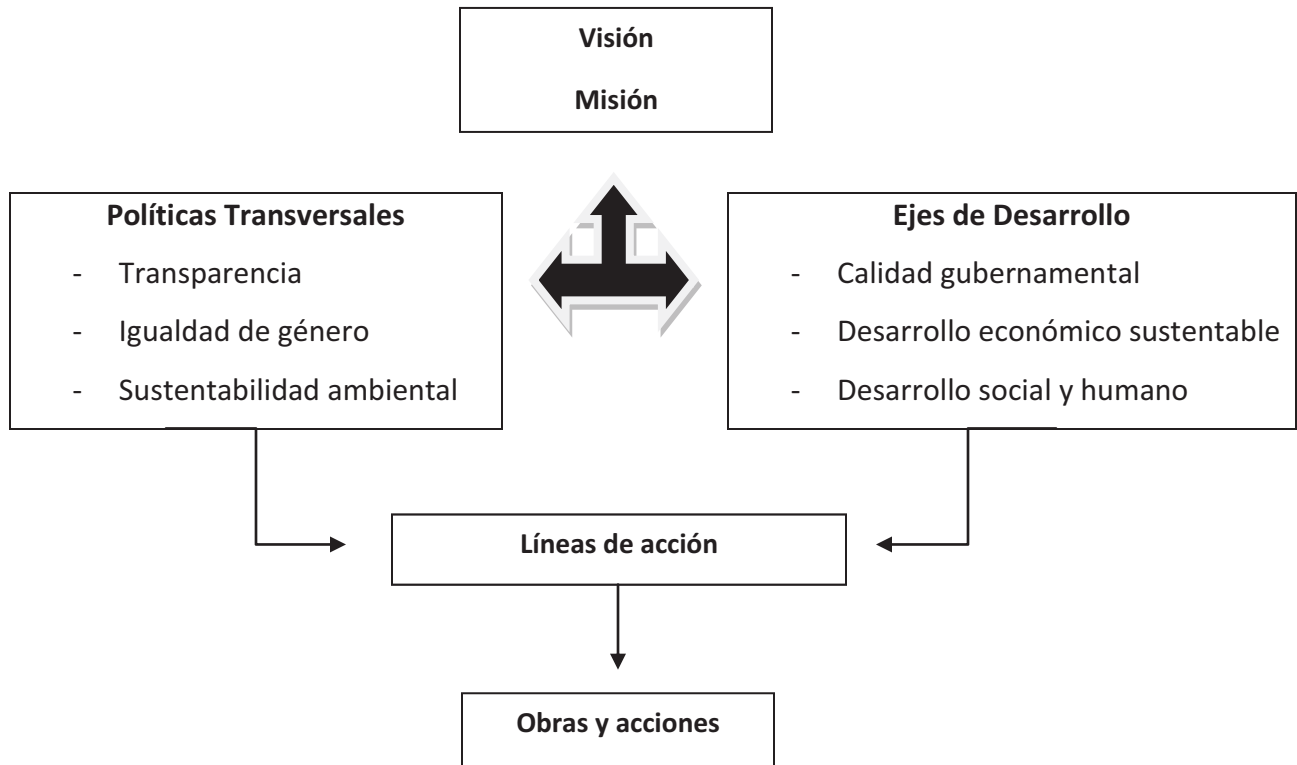 Visión
Misión
Políticas Transversales
- Transparencia
- Igualdad de género
- Sustentabilidad ambiental
Ejes de Desarrollo
- Calidad gubernamental
- Desarrollo económico sustentable
- Desarrollo social y humano
Líneas de acción
Obras y acciones